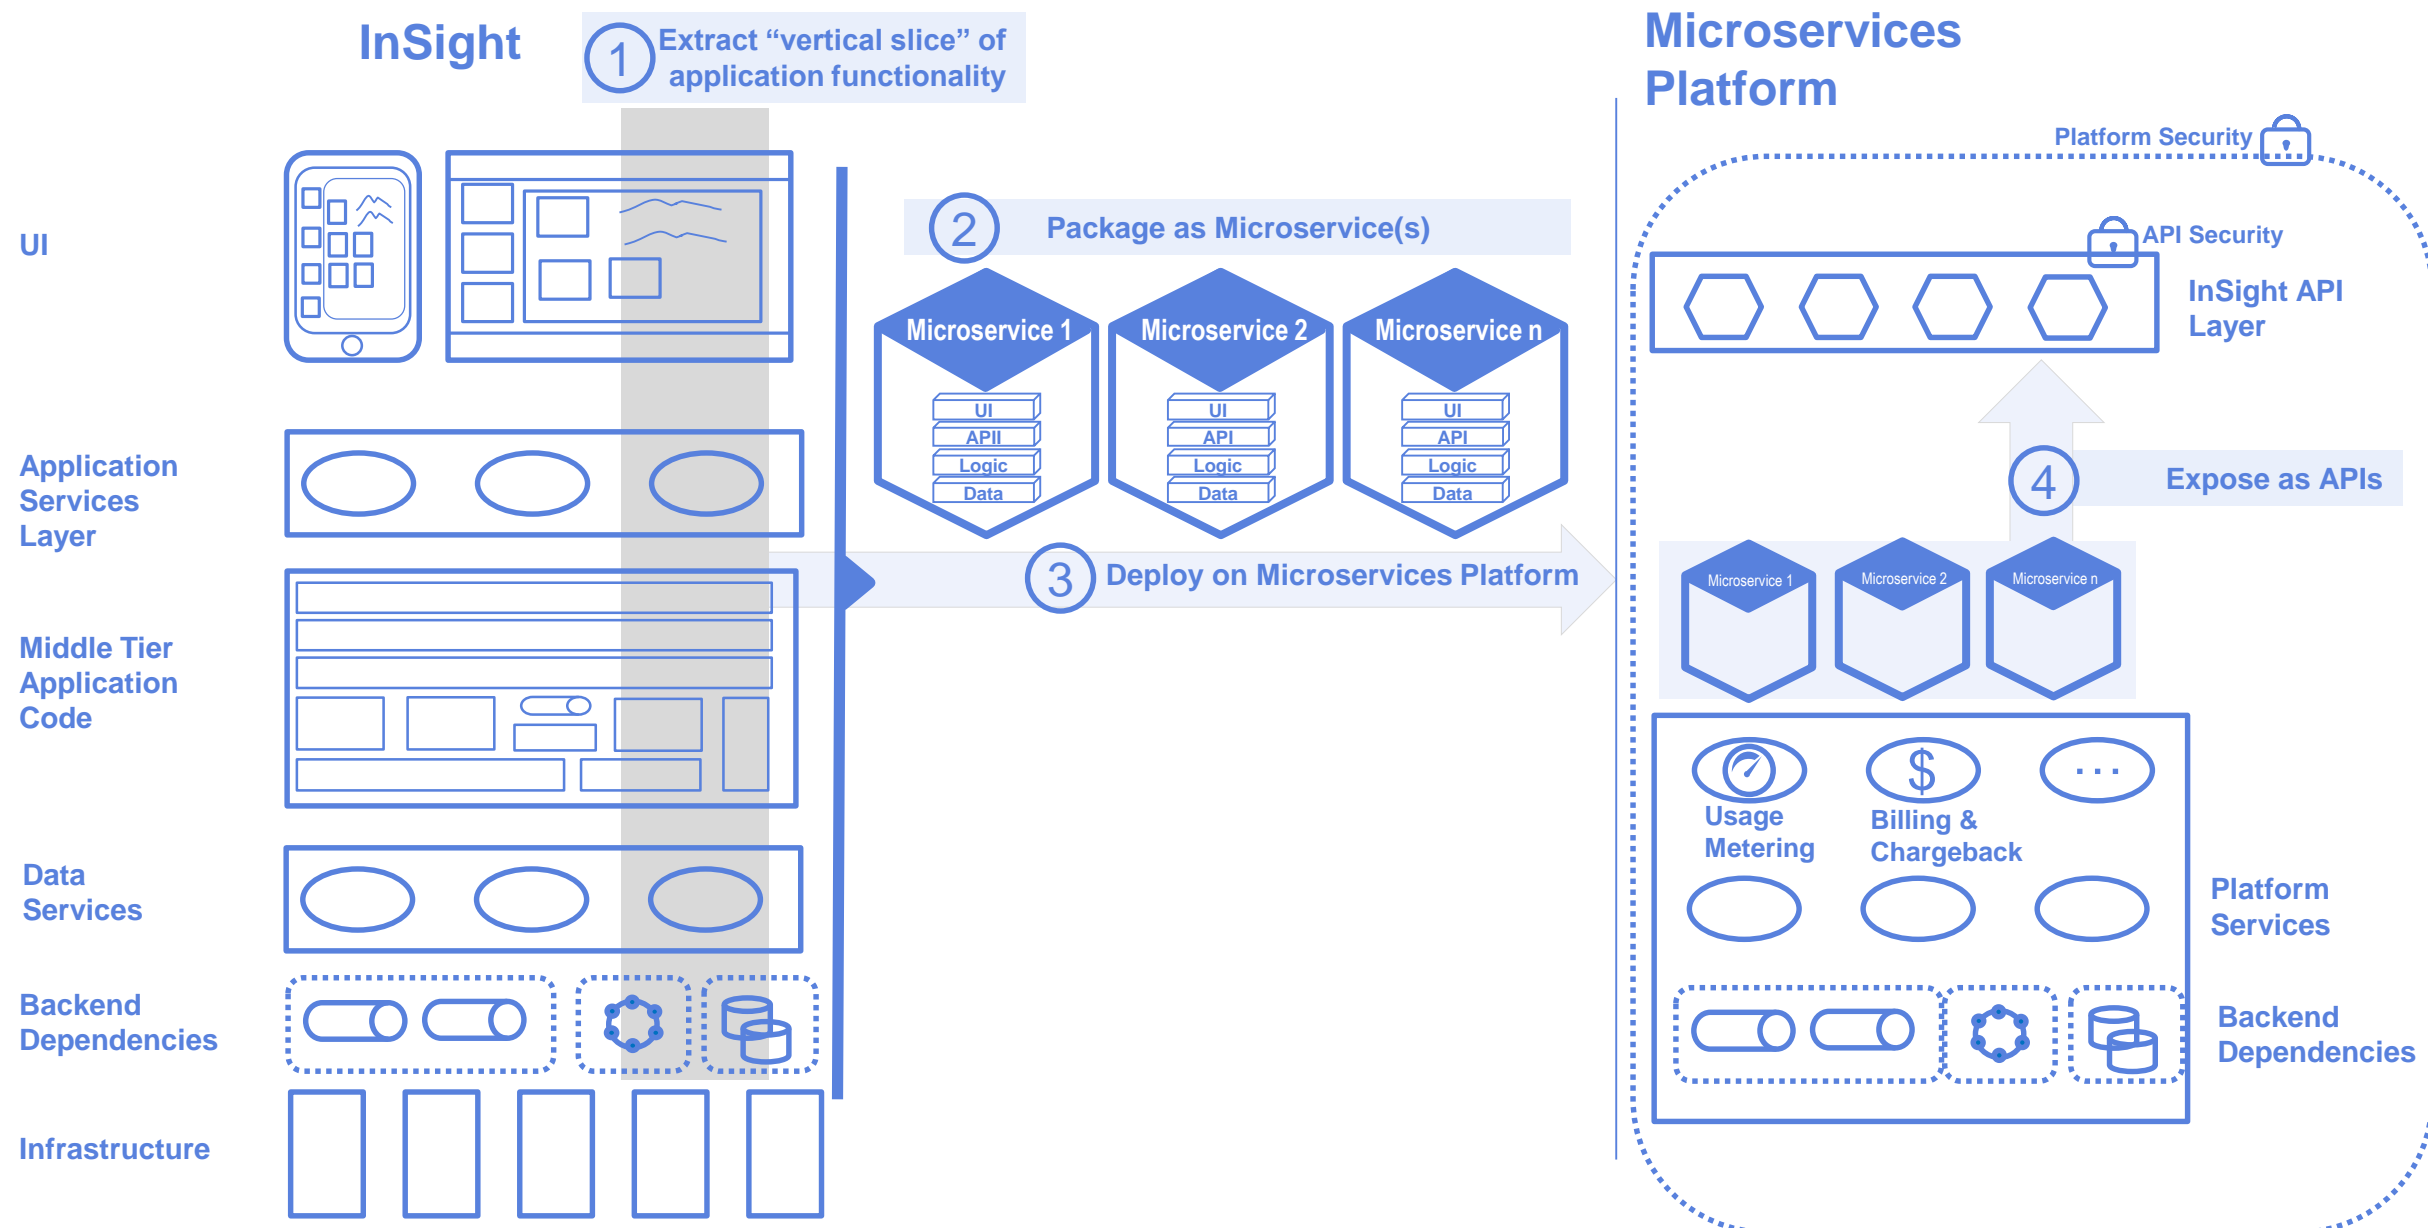 InSight
1
Extract “vertical slice” of
application functionality
Microservices
Platform
Platform Security
API Security
UI
2
Package as Microservice(s)
InSight API
Layer
Microservice 1
Microservice 2
Microservice n
UI
APII
Logic
Data
UI
API
Logic
Data
UI
API
Logic
Data
Application
Services
Layer
4
Expose as APIs
3
Deploy on Microservices Platform
Microservice 1
Microservice 2
Microservice n
Middle Tier
Application
Code
$
...
Usage
Metering
Billing &
Chargeback
Data
Services
Platform
Services
Backend
Dependencies
Backend
Dependencies
Infrastructure